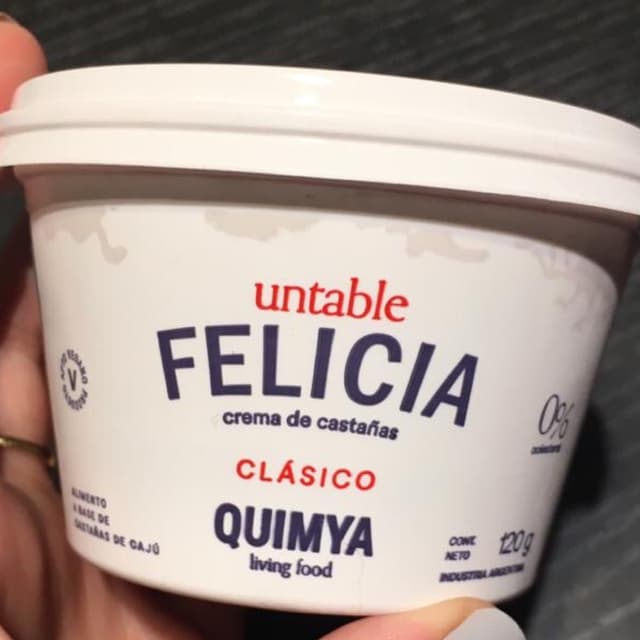 untable
FELICIA
crema de castañas
CLÁSICO
QUIMYA
living food
V
ALIMENTO
A BASE DE
CASTAÑAS DE CAJÚ
0%
CONT.
NETO
120 g
INDUSTRIA ARGENTINA